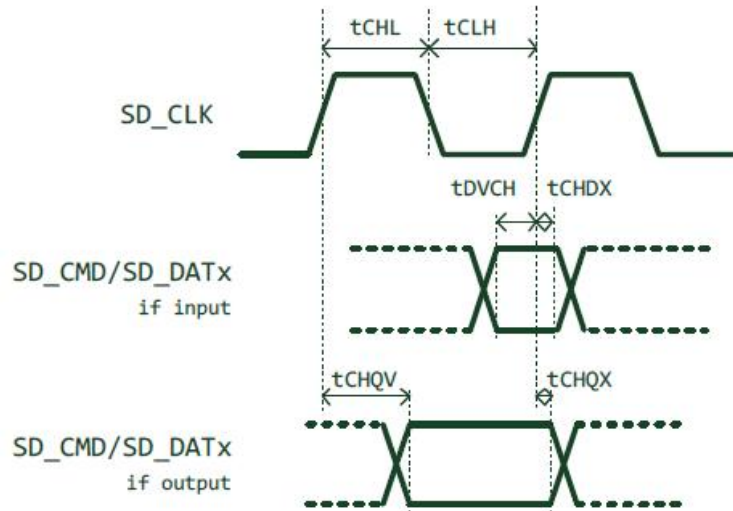 tCHL tCLH
SD_CLK
tDVCH tCHDX
SD_CMD/SD_DATx
if input
tCHQV tCHQX
SD_CMD/SD_DATx
if output